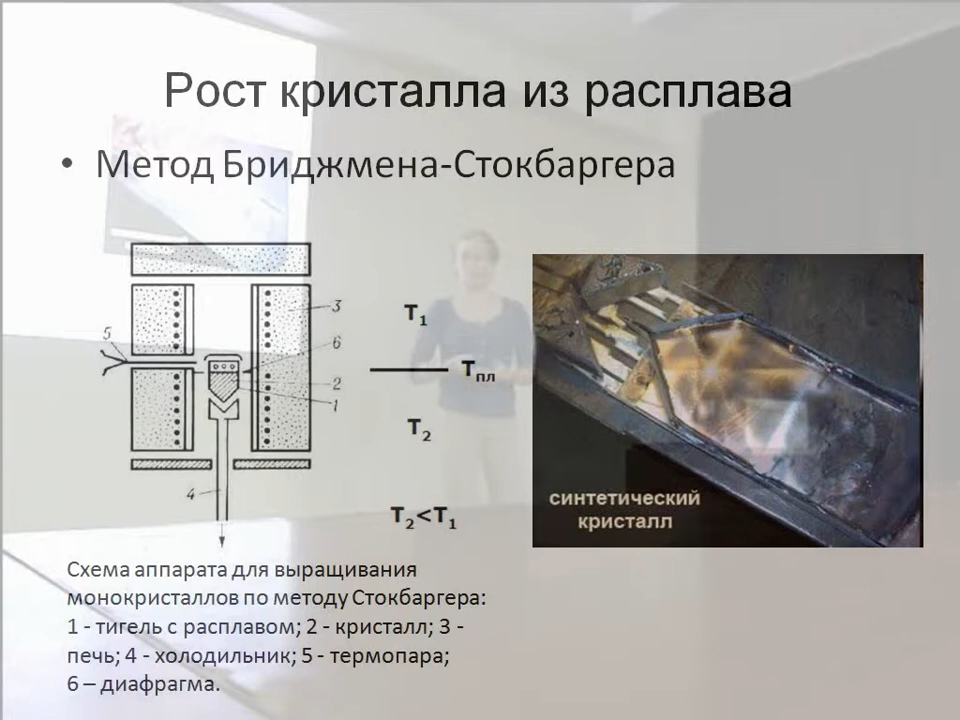 Рост кристалла из расплава
• Метод Бриджмена-Стокбаргера
5
3
6
2
1
4
T1
Tпл
T2
T2<T1
синтетический
кристалл
Схема аппарата для выращивания
монокристаллов по методу Стокбаргера:
1 - тигель с расплавом; 2 - кристалл; 3 -
печь; 4 - холодильник; 5 - термопара;
6 – диафрагма.